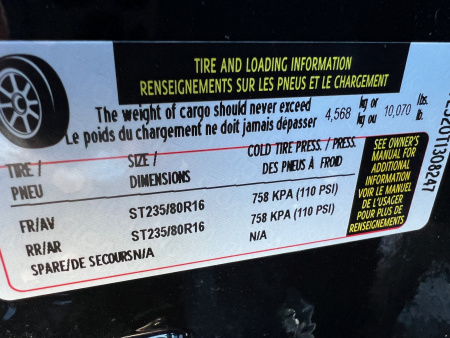 TIRE AND LOADING INFORMATION
RENSEIGNEMENTS SUR LES PNEUS ET LE CHARGEMENT
The weight of cargo should never exceed
Le poids du chargement ne doit jamais dépasser
4,568 kg or kg ou 10,070 lbs. lb.
TIRE / PNEU
SIZE / DIMENSIONS
COLD TIRE PRESS. / PRESS. DES PNEUS À FROID
FR/AV ST235/80R16 758 KPA (110 PSI)
RR/AR ST235/80R16 758 KPA (110 PSI)
SPARE/DE SECOURS N/A N/A
SEE OWNER'S
MANUAL FOR
ADDITIONAL
INFORMATION
VOIR LE MANUEL
DE L'USAGER
POUR PLUS DE
RENSEIGNEMENTS